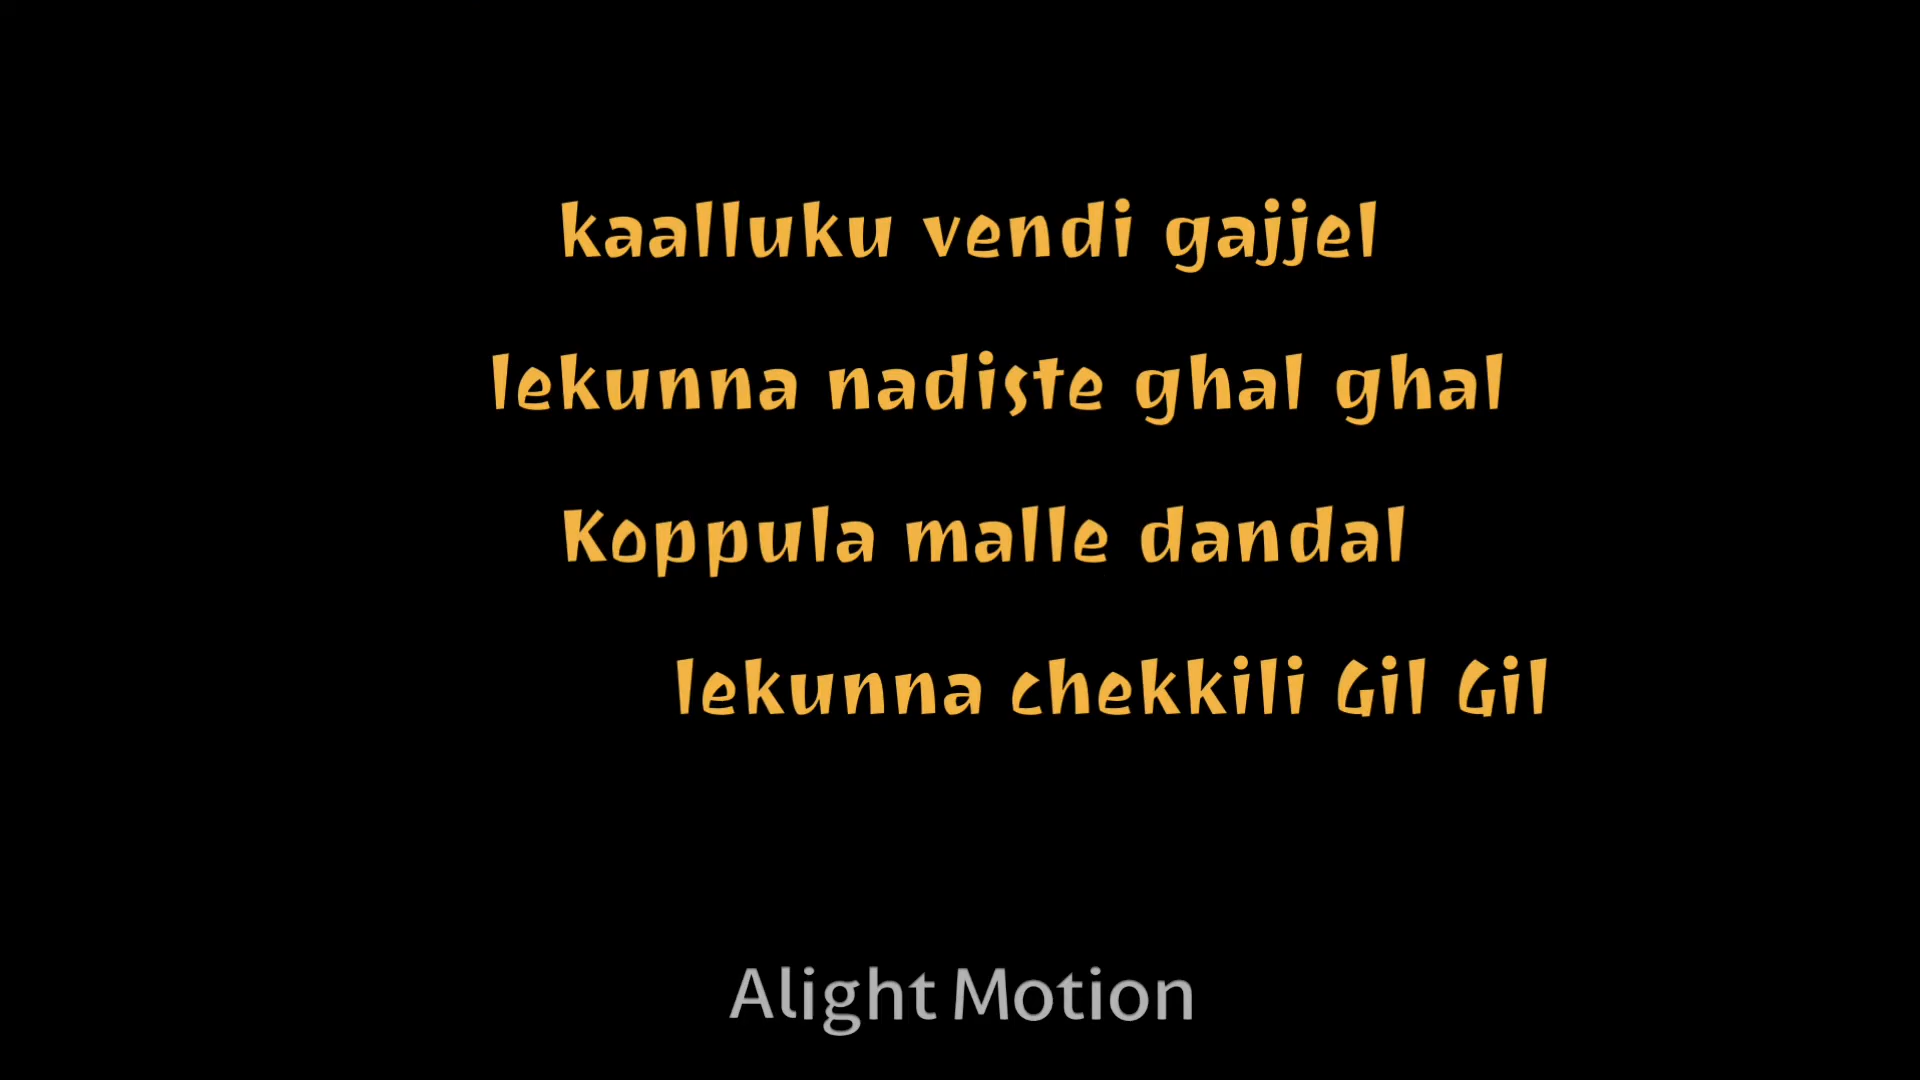 kaalluku vendi gajjel
lekunna nadiste ghal ghal
Koppula malle dandal
lekunna chekkili Gil Gil
Alight Motion